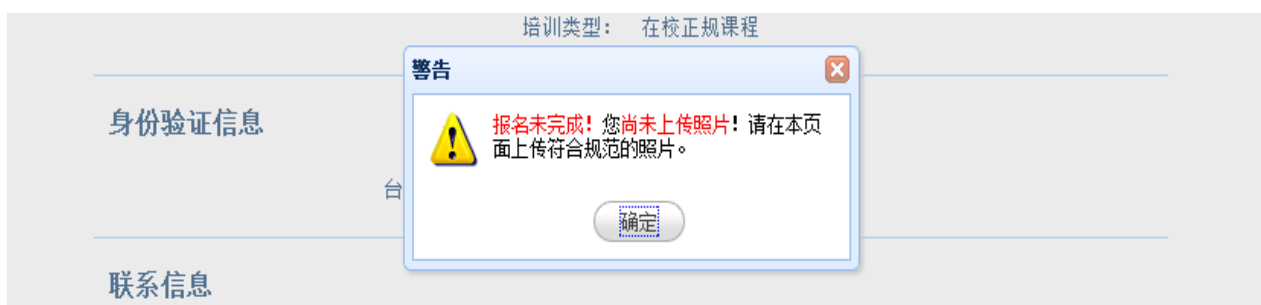 培训类型： 在校正规课程
警告
身份验证信息
报名未完成！您尚未上传照片！请在本页
面上传符合规范的照片。
台
确定
联系信息